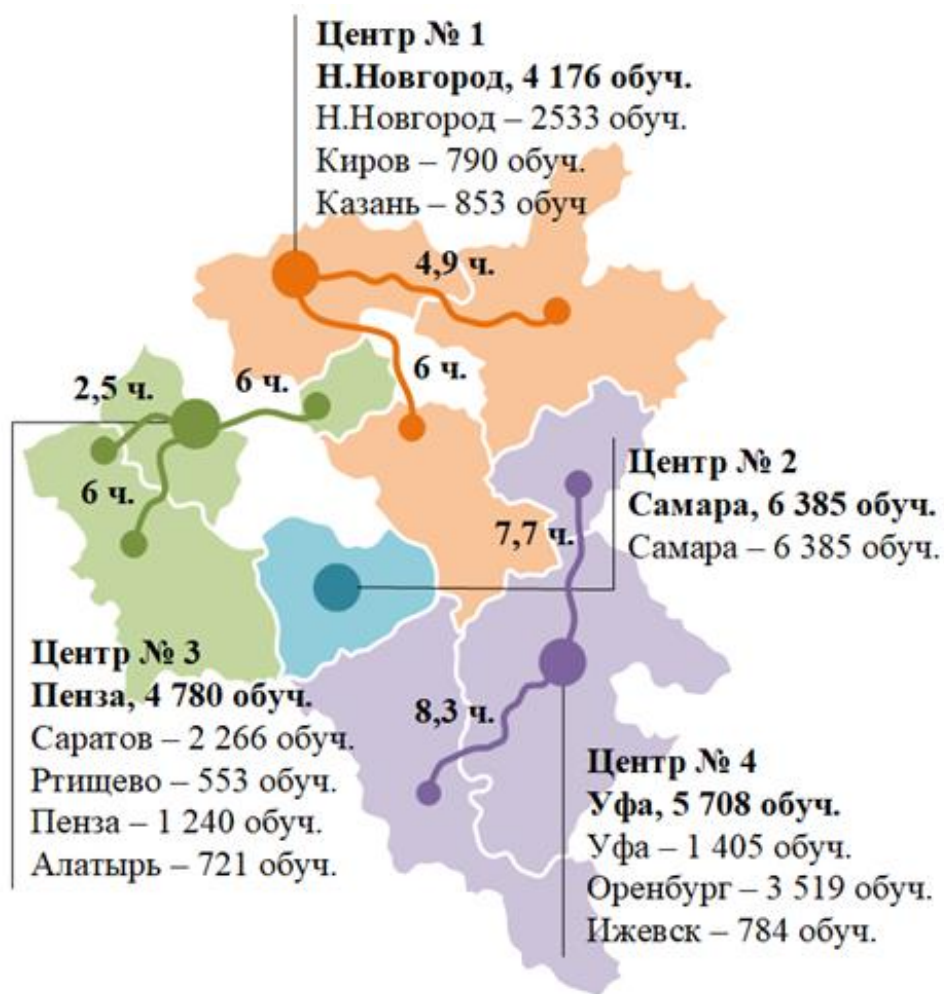 Центр № 1
Н.Новгород, 4 176 обуч.
Н.Новгород – 2533 обуч.
Киров – 790 обуч.
Казань – 853 обуч
4,9 ч.
6 ч.
2,5 ч.
6 ч.
6 ч.
Центр № 2
Самара, 6 385 обуч.
Самара – 6 385 обуч.
7,7 ч.
Центр № 3
Пенза, 4 780 обуч.
Саратов – 2 266 обуч.
Ртищево – 553 обуч.
Пенза – 1 240 обуч.
Алатырь – 721 обуч.
8,3 ч.
Центр № 4
Уфа, 5 708 обуч.
Уфа – 1 405 обуч.
Оренбург – 3 519 обуч.
Ижевск – 784 обуч.